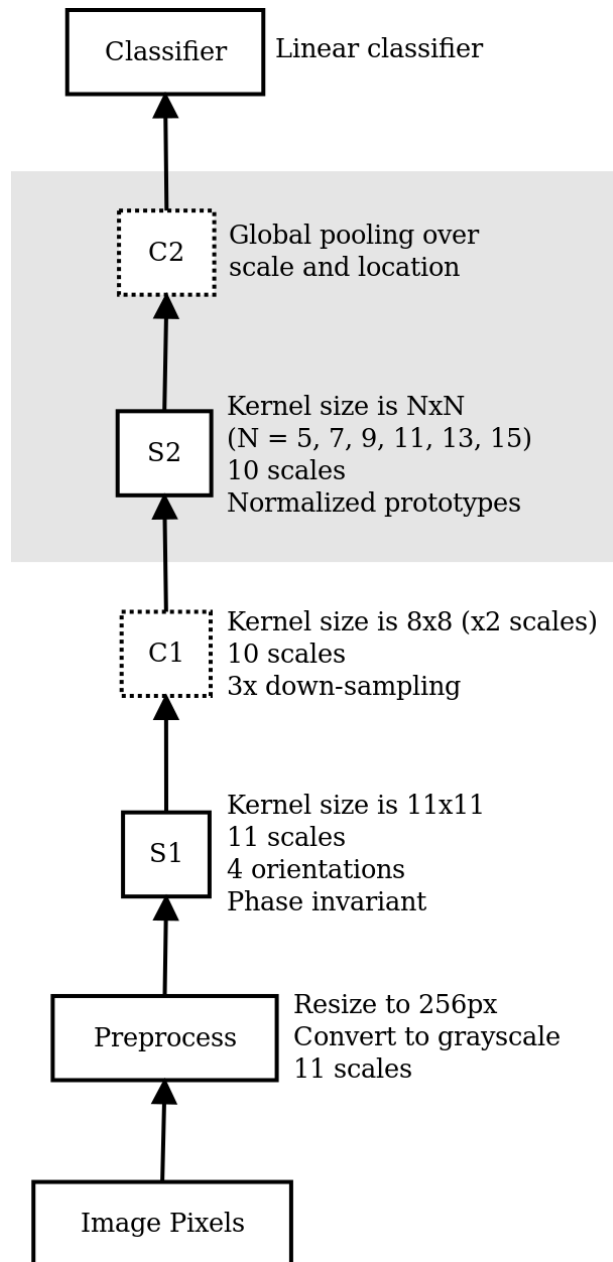 Classifier
Linear classifier
C2
Global pooling over
scale and location
S2
Kernel size is NxN
(N = 5, 7, 9, 11, 13, 15)
10 scales
Normalized prototypes
C1
Kernel size is 8x8 (x2 scales)
10 scales
3x down-sampling
S1
Kernel size is 11x11
11 scales
4 orientations
Phase invariant
Preprocess
Resize to 256px
Convert to grayscale
11 scales
Image Pixels